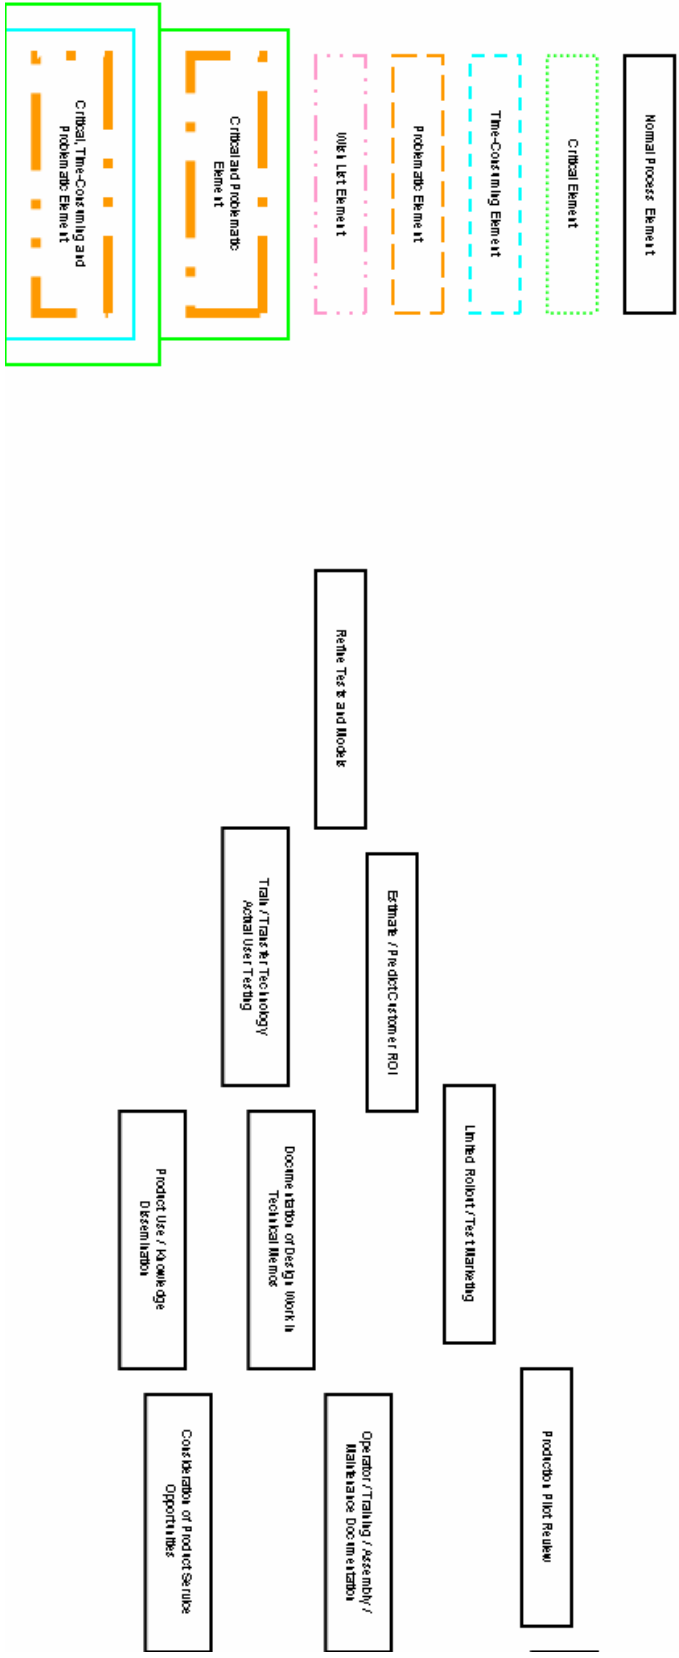 Normal Process Element
Critical Element
Time-Consuming Element
Problematic Element
Wish List Element
Critical and Problematic
Element
Critical, Time-Consuming and
Problematic Element
Refine Tests and Models
Estimate / Predict Customer ROI
Train / Transfer Technology
Actual User Testing
Limited Rollout / Test Marketing
Documentation of Design Work in
Technical Memos
Product Use / Knowledge
Dissemination
Production Pilot Review
Operator / Training / Assembly /
Maintenance Documentation
Consideration of Product Service
Opportunities